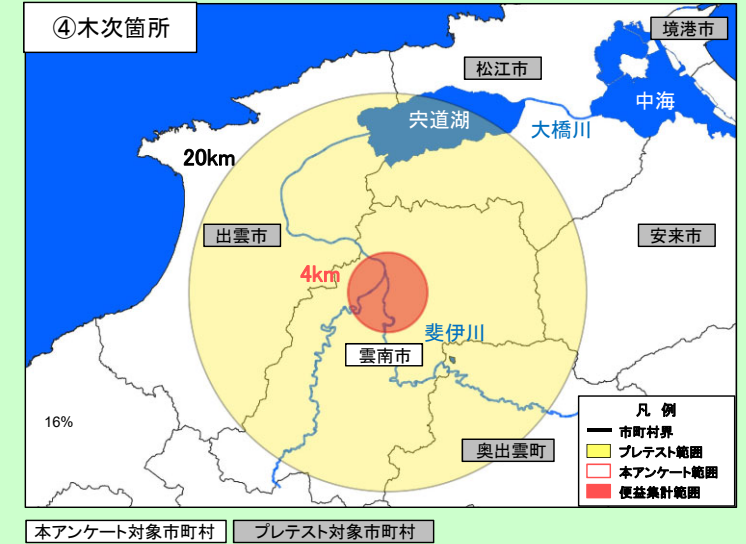 ④木次箇所
境港市
松江市
中海
宍道湖
大橋川
20km
出雲市
安来市
4km
斐伊川
雲南市
16%
奥出雲町
凡 例
市町村界
プレテスト範囲
本アンケート範囲
便益集計範囲
本アンケート対象市町村
プレテスト対象市町村